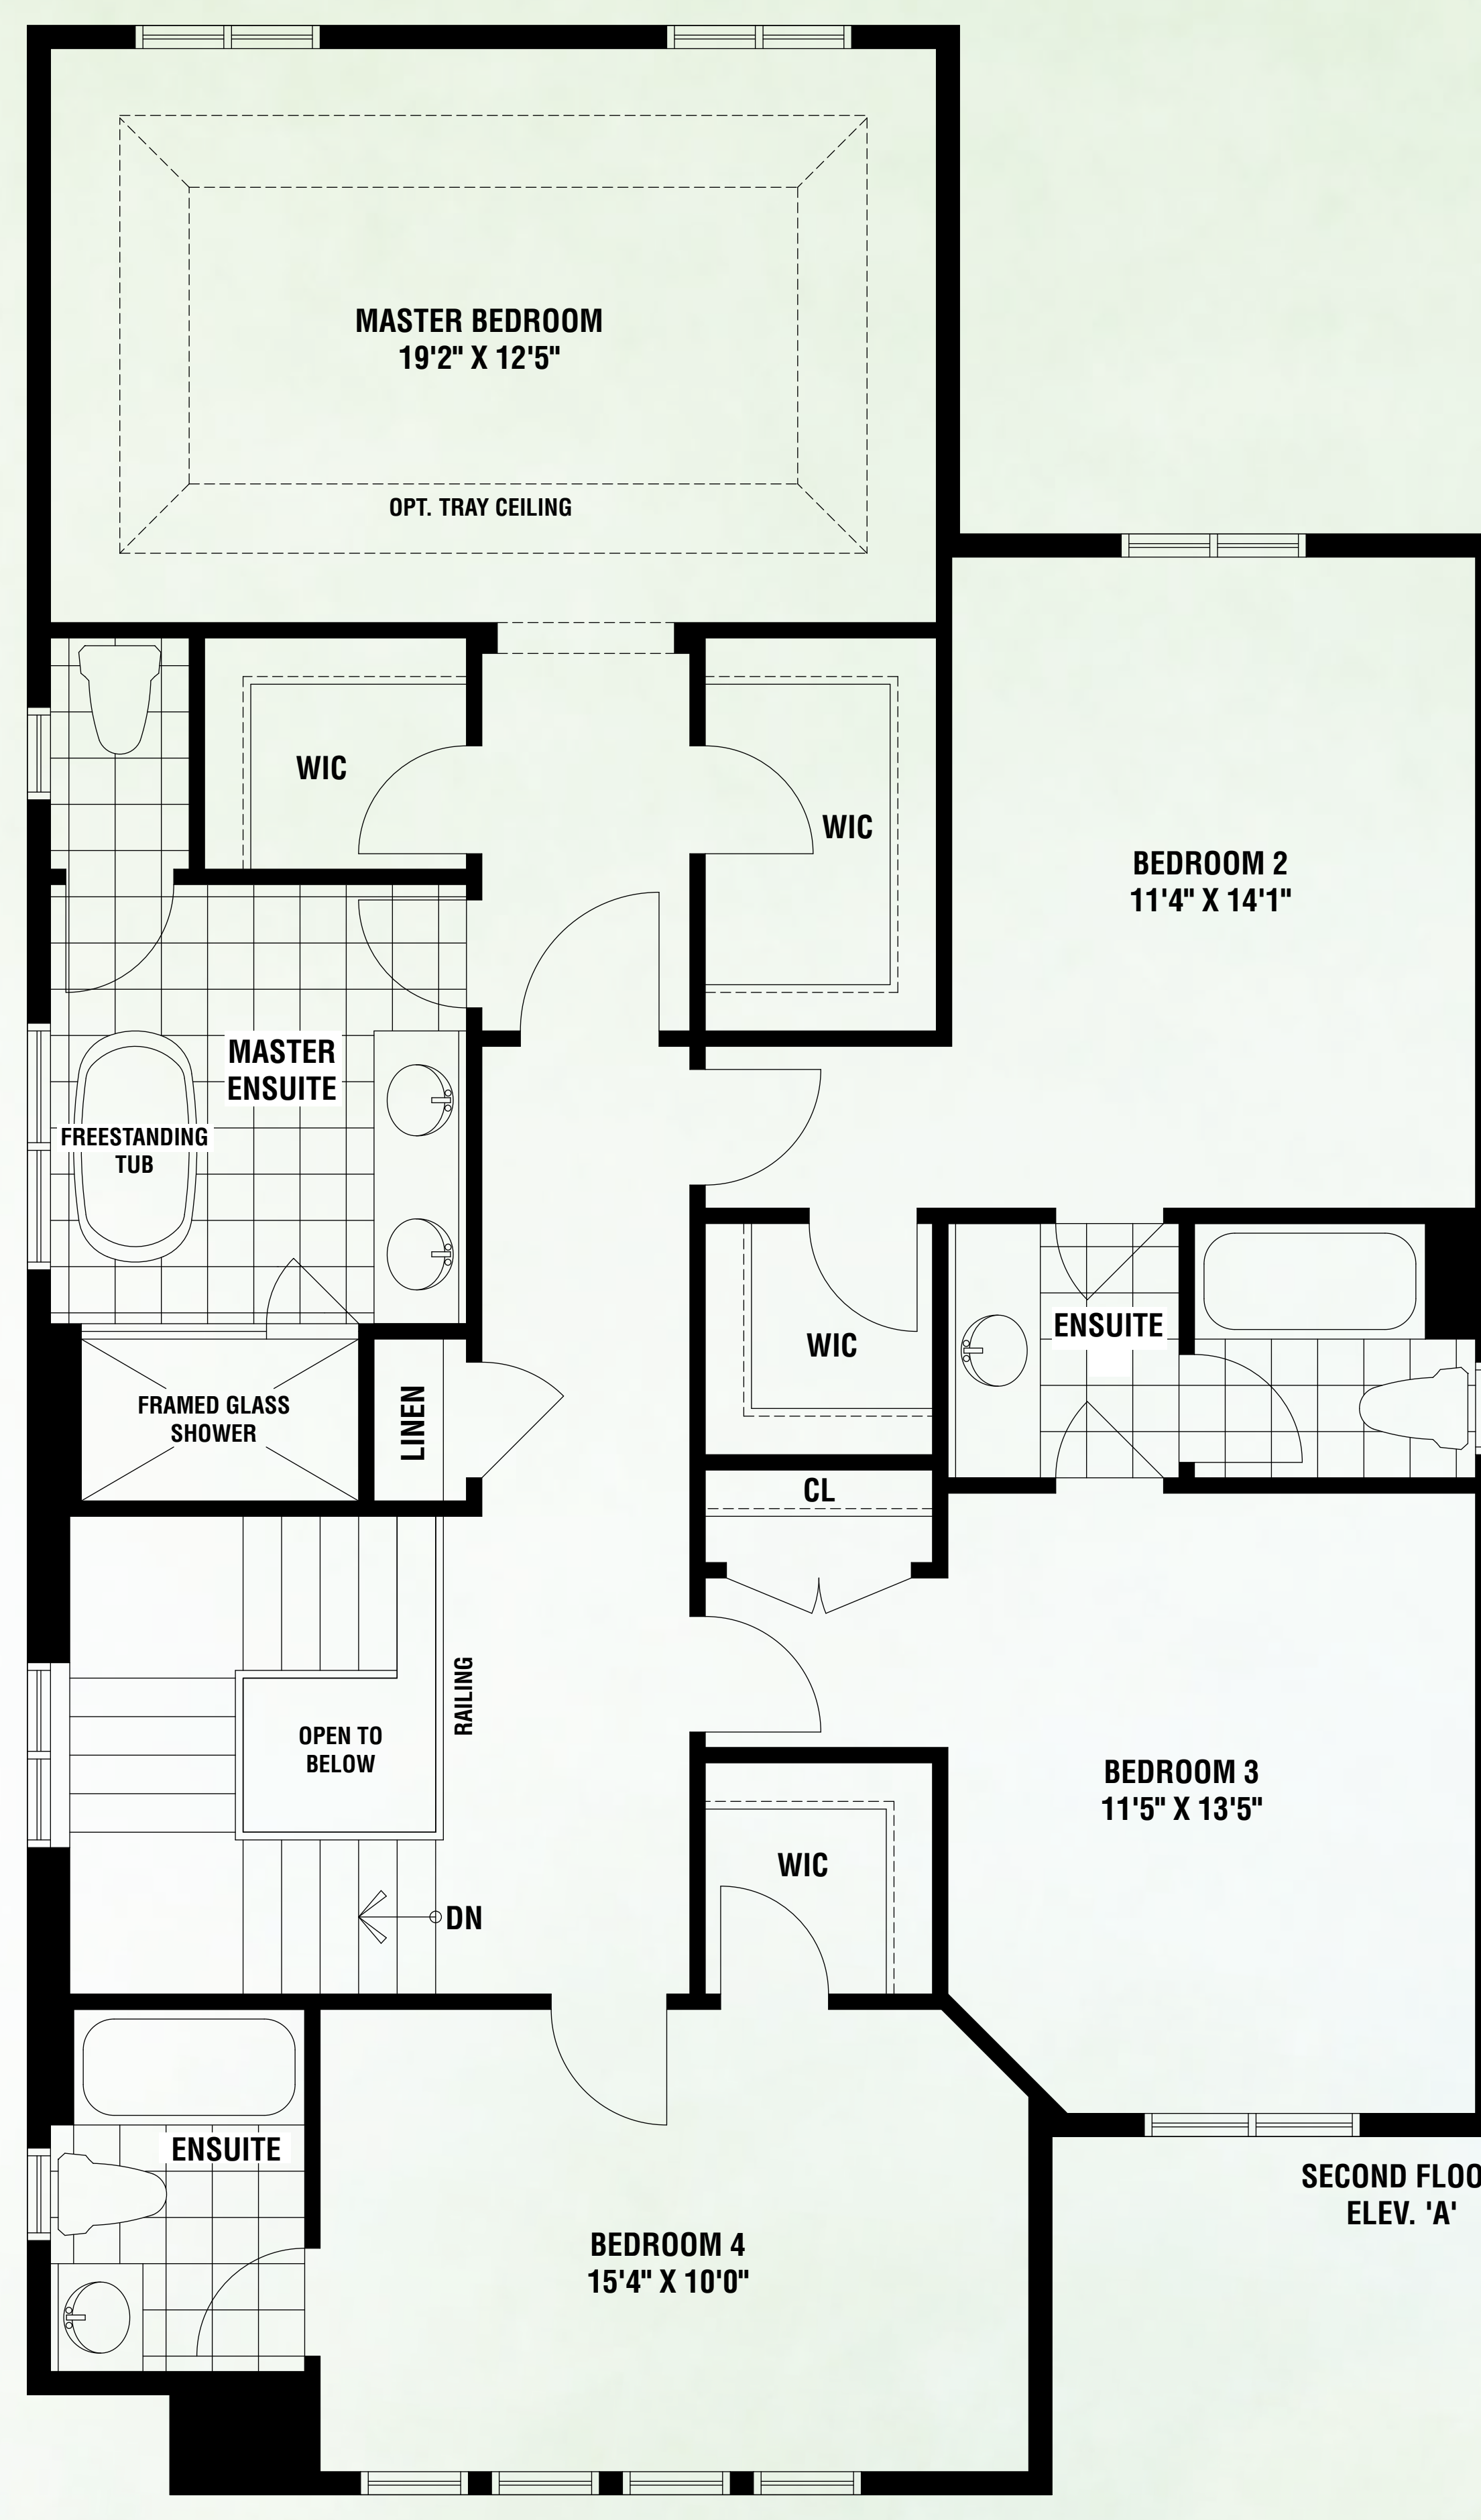 MASTER BEDROOM
19'2" X 12'5"
OPT. TRAY CEILING
WIC
WIC
BEDROOM 2
11'4" X 14'1"
MASTER
ENSUITE
FREESTANDING
TUB
WIC
ENSUITE
FRAMED GLASS
SHOWER
LINEN
CL
RAILING
OPEN TO
BELOW
BEDROOM 3
11'5" X 13'5"
WIC
DN
ENSUITE
SECOND FLOO
ELEV. 'A'
BEDROOM 4
15'4" X 10'0"